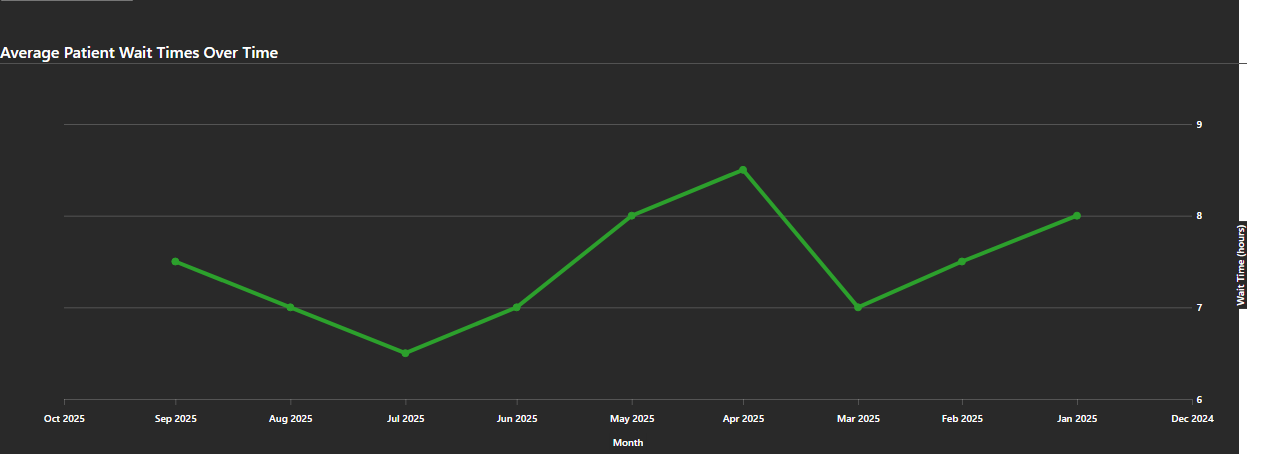 Average Patient Wait Times Over Time
9
8
7
6
Wait Time (hours)
Oct 2025 Sep 2025 Aug 2025 Jul 2025 Jun 2025 May 2025 Apr 2025 Mar 2025 Feb 2025 Jan 2025 Dec 2024
Month